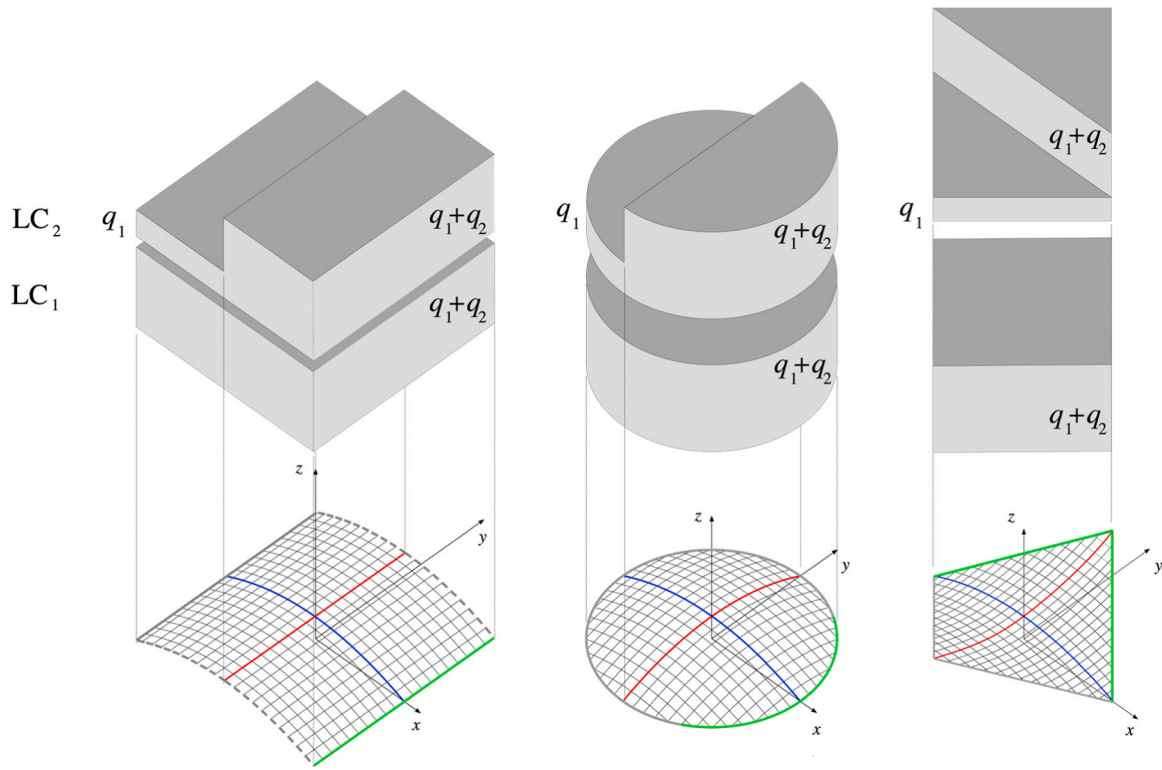 LC₂ q₁ q₁+q₂ q₁ q₁+q₂ q₁ q₁+q₂
LC₁ q₁+q₂ q₁+q₂ q₁+q₂
z z z
y y y
x x x